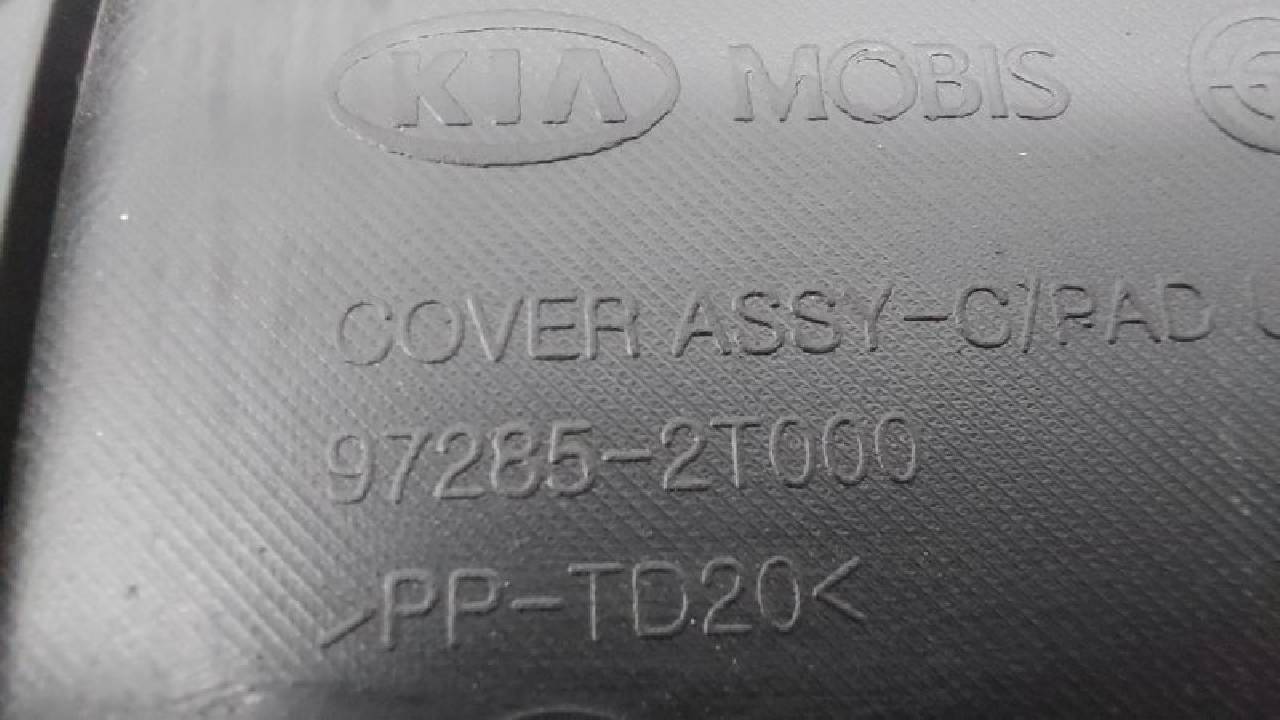 KIA MOBIS
COVER ASSY-C/PAD
97285-2T000
>PP-TD20<